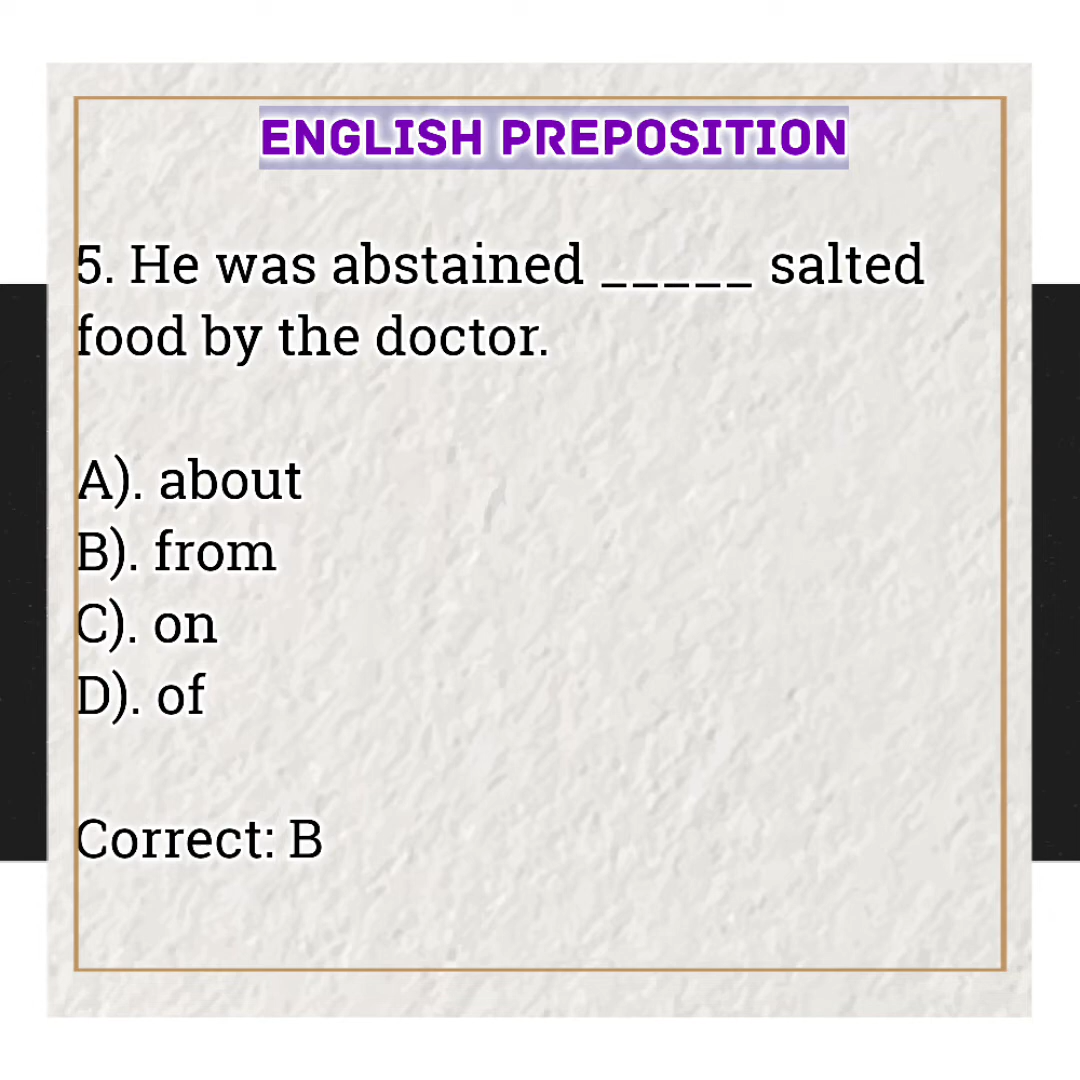 ENGLISH PREPOSITION
5. He was abstained _____ salted
food by the doctor.
A). about
B). from
C). on
D). of
Correct: B